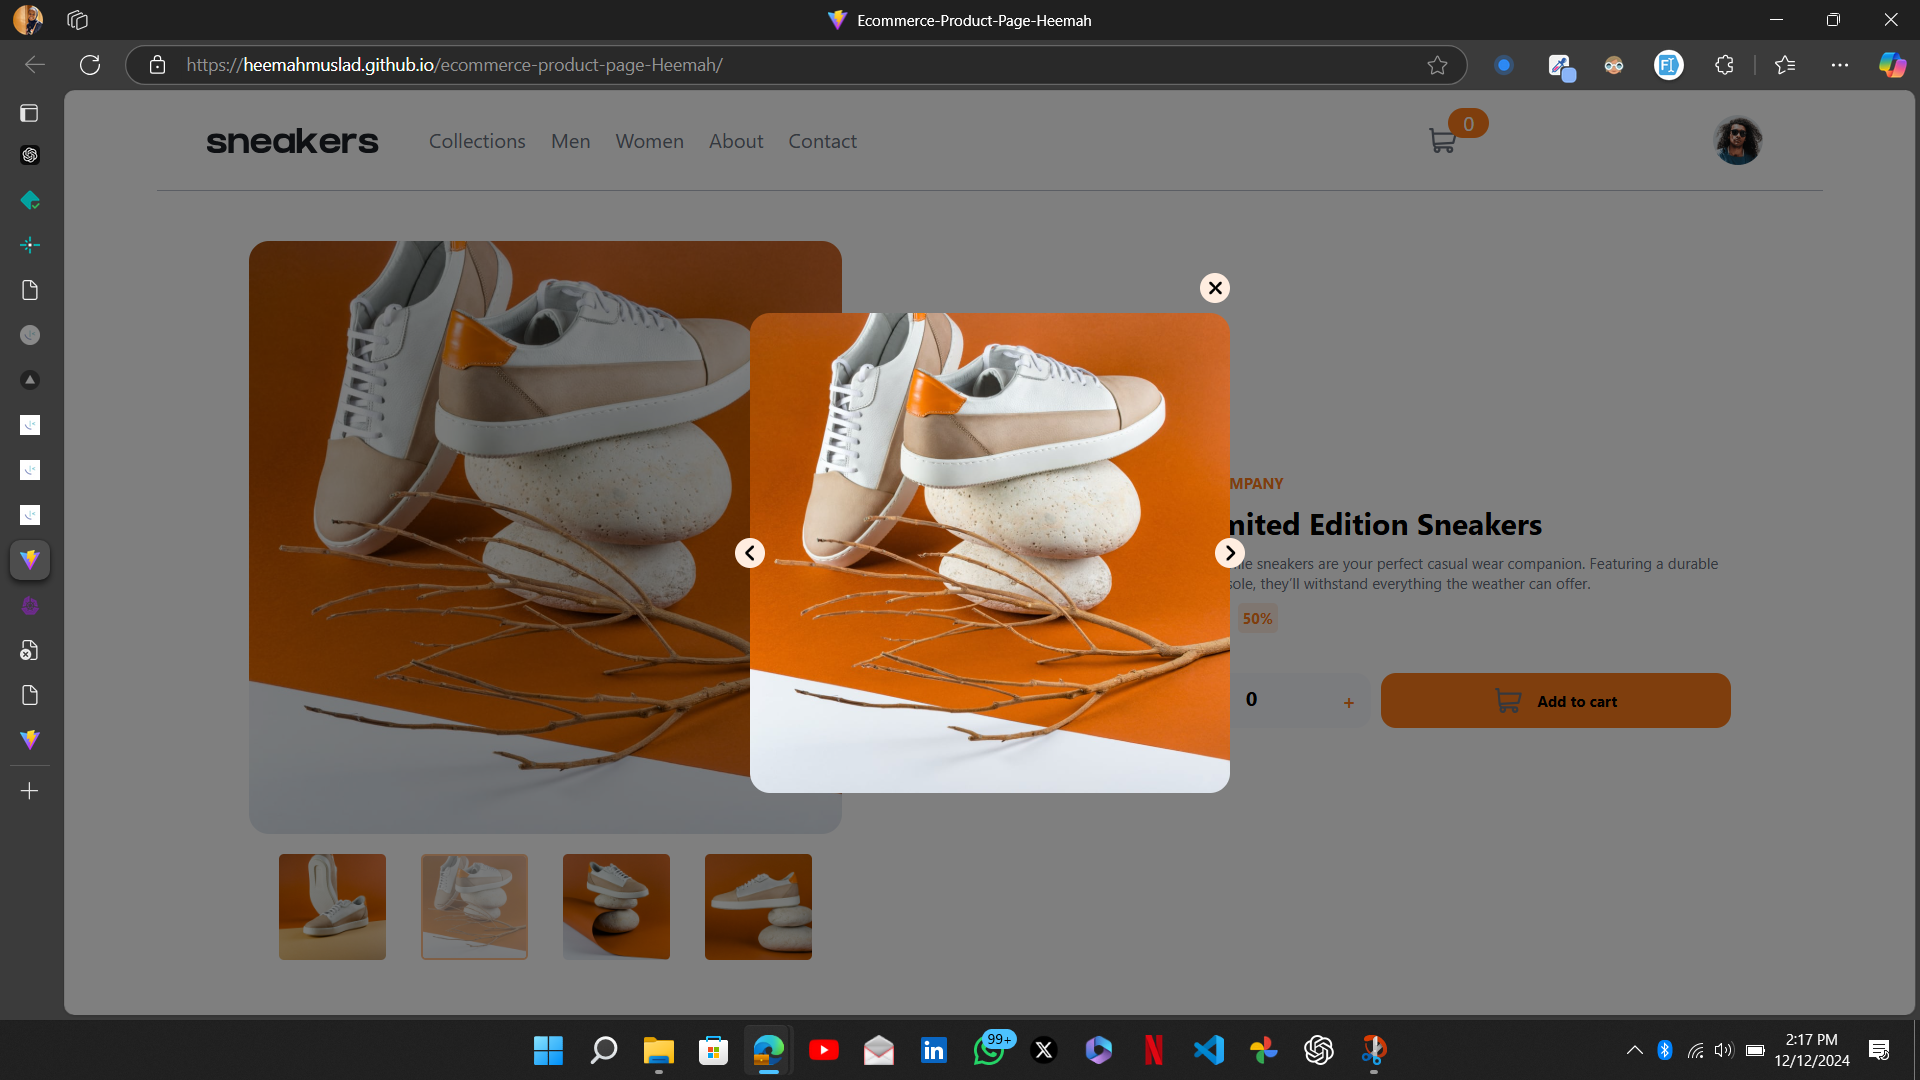 Ecommerce-Product-Page-Heemah
https://heemahmuslad.github.io/ecommerce-product-page-Heemah/
sneakers
Collections
Men
Women
About
Contact
0
MPANY
mited Edition Sneakers
sneakers are your perfect casual wear companion. Featuring a durable
sole, they'll withstand everything the weather can offer.
50%
0
+
Add to cart
99+
2:17 PM
12/12/2024